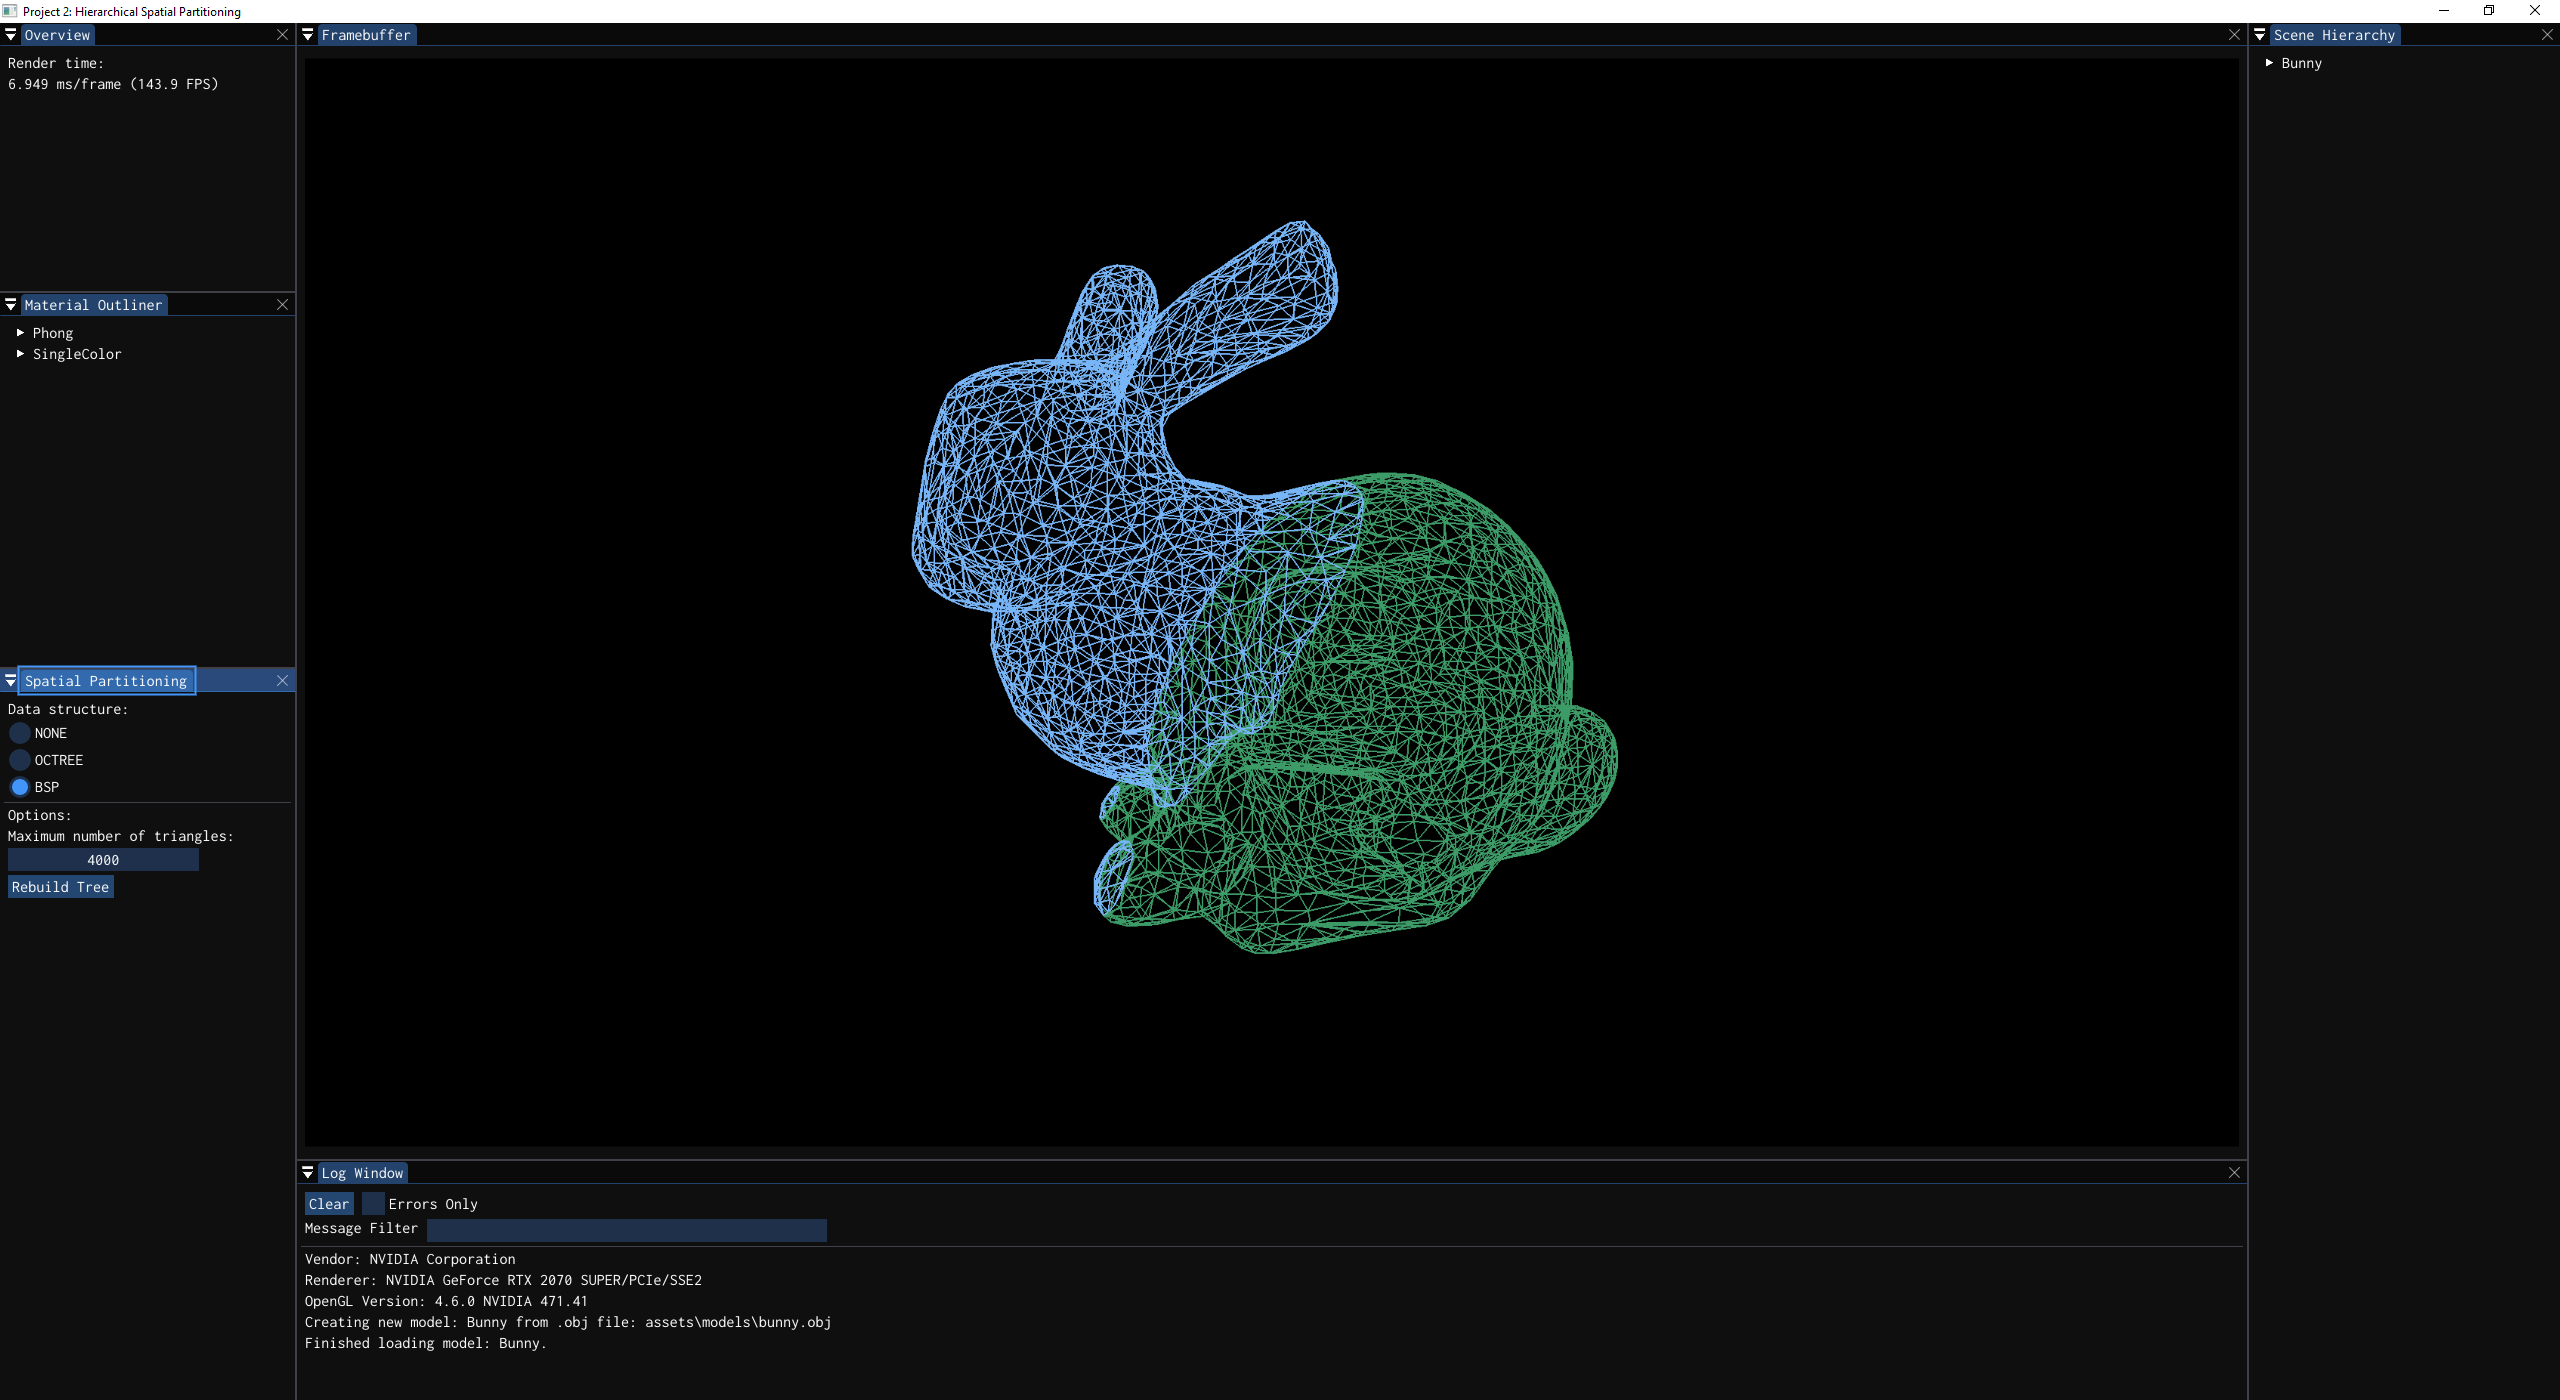 Project 2: Hierarchical Spatial Partitioning
Overview
Render time:
6.949 ms/frame (143.9 FPS)
Material Outliner
Phong
SingleColor
Spatial Partitioning
Data structure:
NONE
OCTREE
BSP
Options:
Maximum number of triangles:
4000
Rebuild Tree
Framebuffer
Log Window
Clear Errors Only
Message Filter
Vendor: NVIDIA Corporation
Renderer: NVIDIA GeForce RTX 2070 SUPER/PCIe/SSE2
OpenGL Version: 4.6.0 NVIDIA 471.41
Creating new model: Bunny from .obj file: assets\models\bunny.obj
Finished loading model: Bunny.
Scene Hierarchy
Bunny